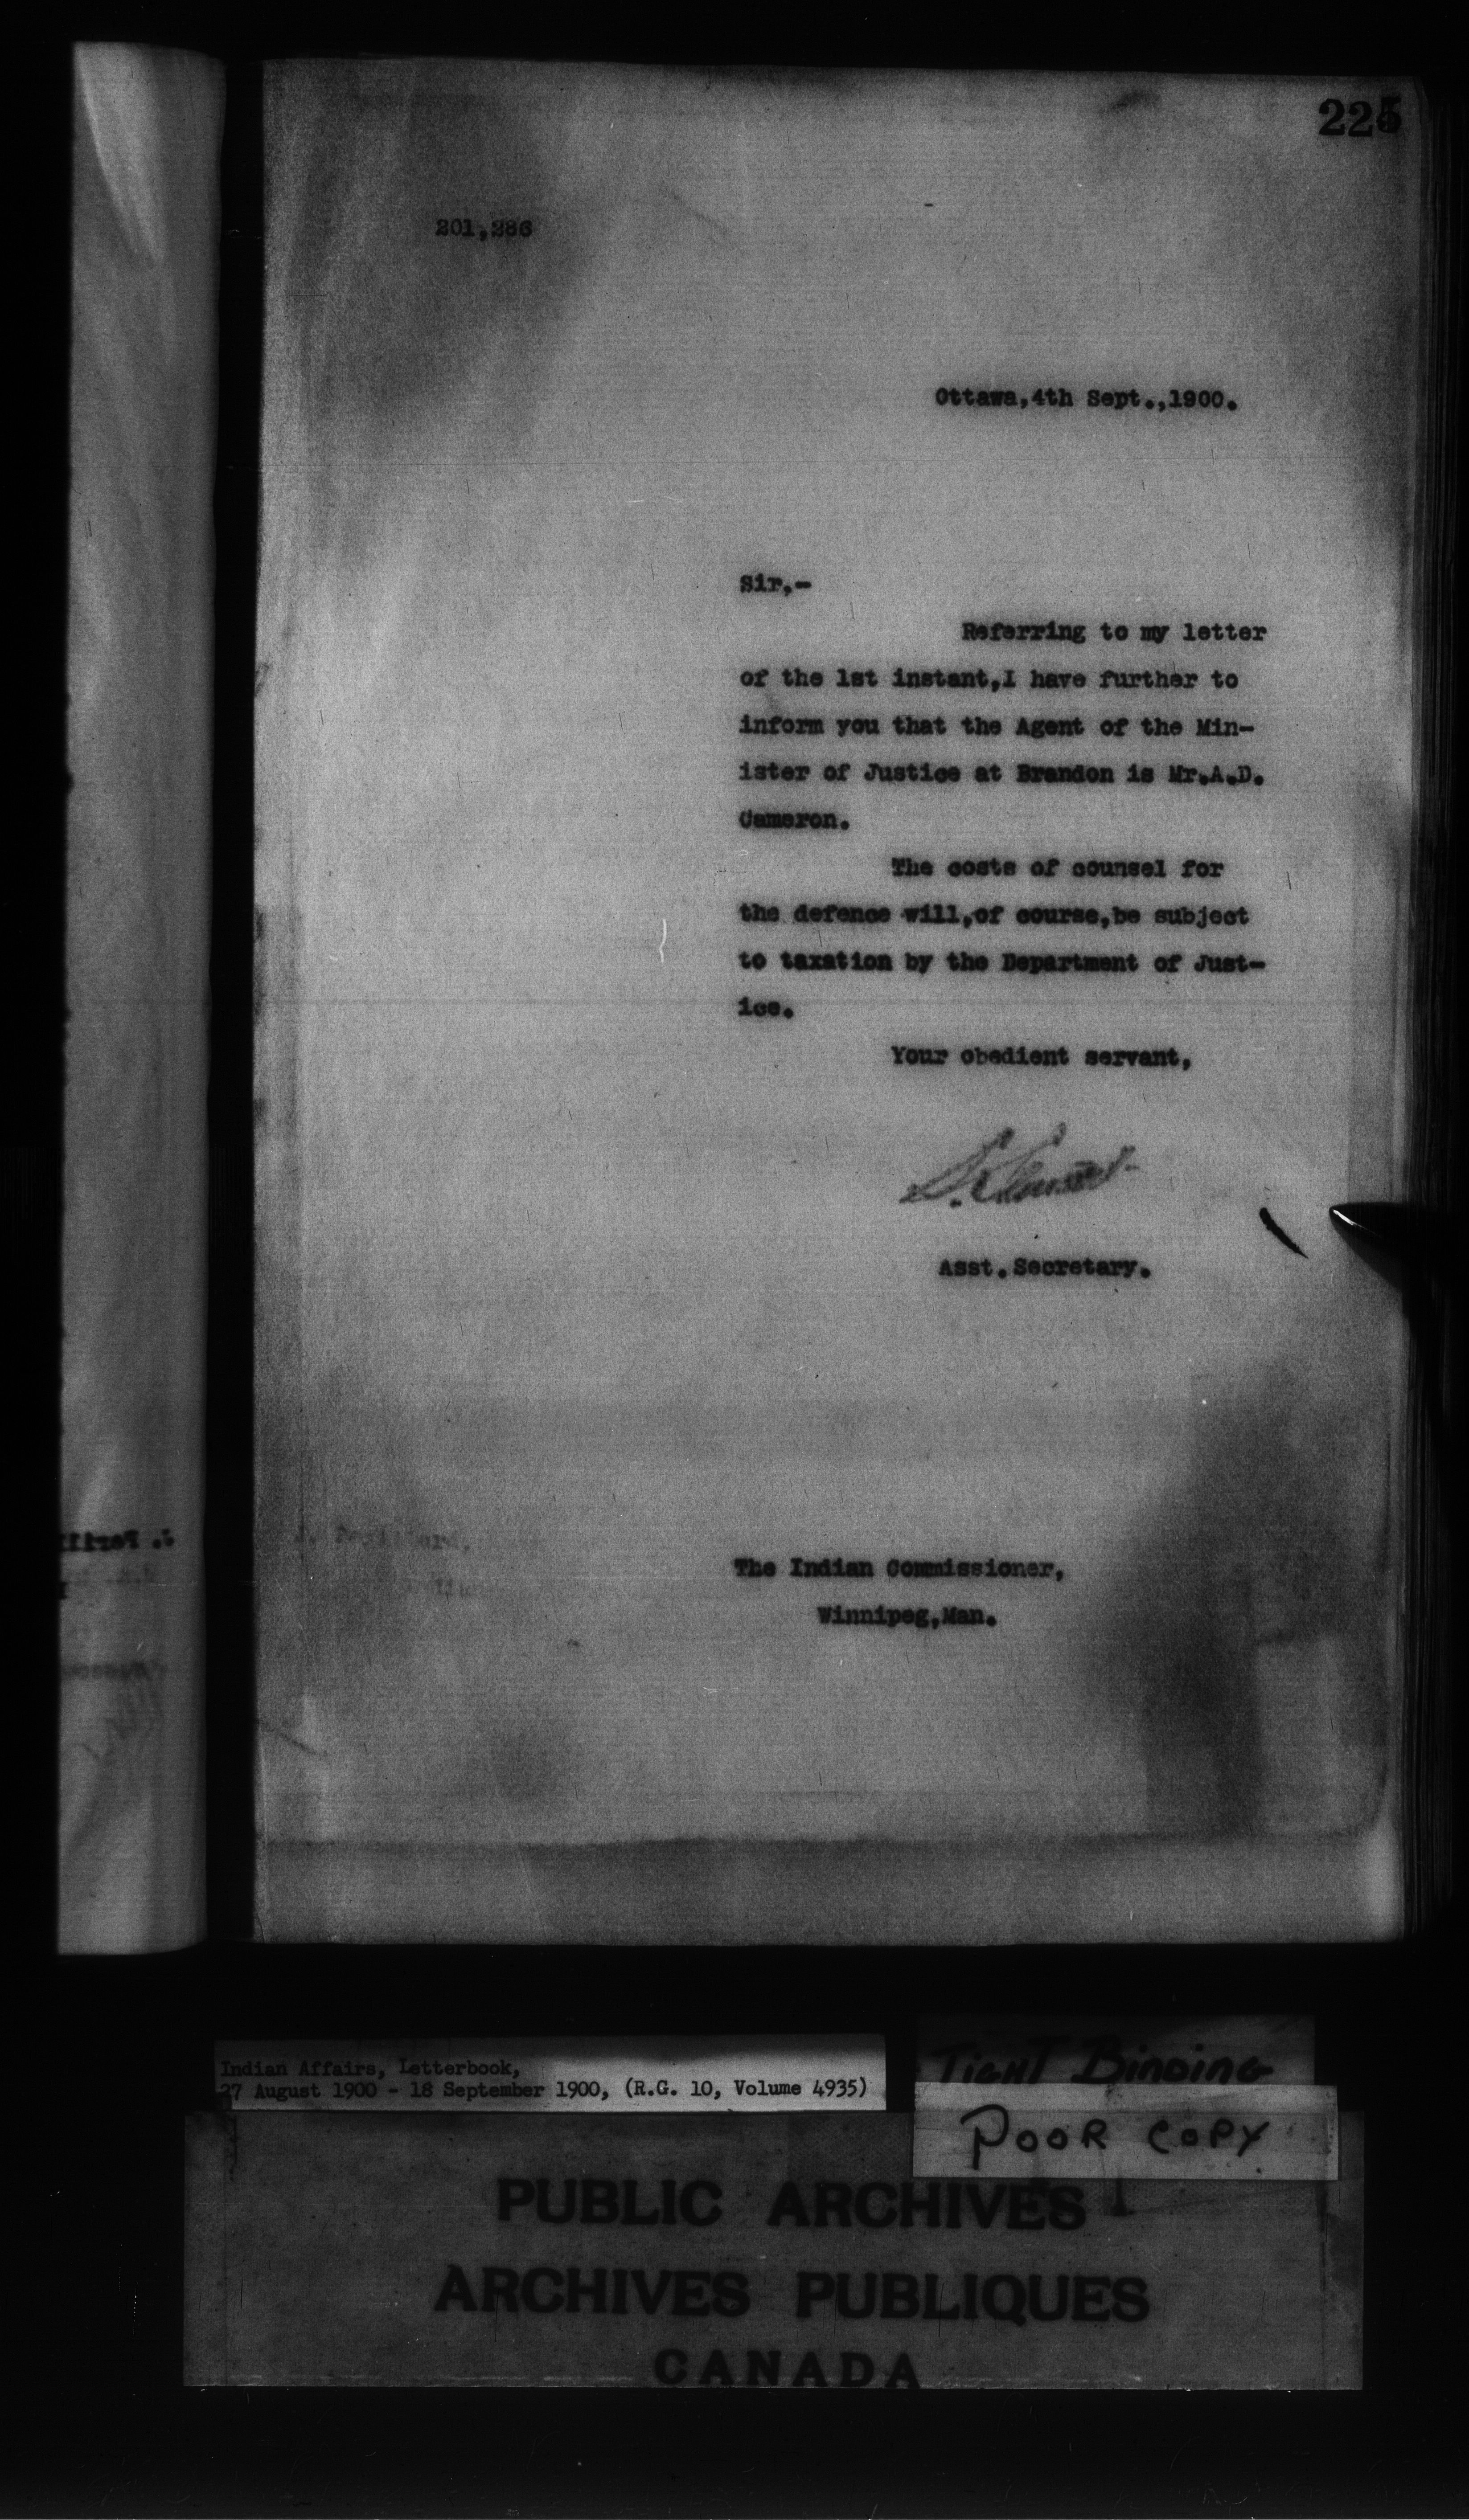 225
201,286
Ottawa,4th Sept.,1900.
Sir,-
Referring to my letter
of the 1st instant,I have further to
inform you that the Agent of the Min-
ister of Justice at Brandon is Mr.A.D.
Cameron.
The costs of counsel for
the defence will,of course,be subject
to taxation by the Department of Just-
ice.
Your obedient servant,
S. Stewart
Asst.Secretary.
The Indian Commissioner,
Winnipeg,Man.
Indian Affairs, Letterbook,
27 August 1900 - 18 September 1900, (R.G. 10, Volume 4935)
TIGHT BINDING
POOR COPY
PUBLIC ARCHIVES
ARCHIVES PUBLIQUES
CANADA